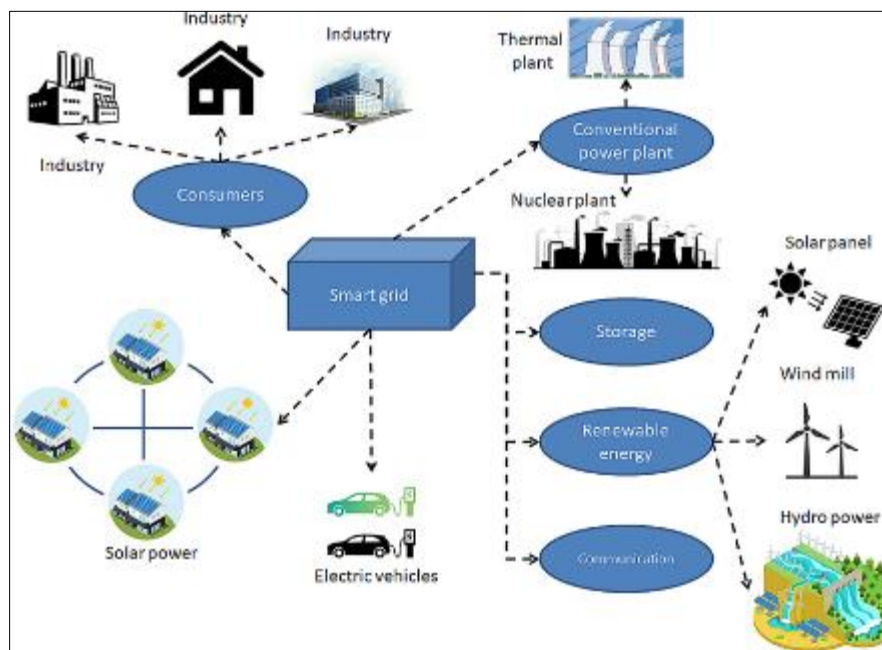 Industry
Industry
Industry
Consumers
Thermal
plant
Conventional
power plant
Nuclear plant
Smart grid
Solar panel
Storage
Wind mill
Renewable
energy
Hydro power
Communication
Solar power
Electric vehicles